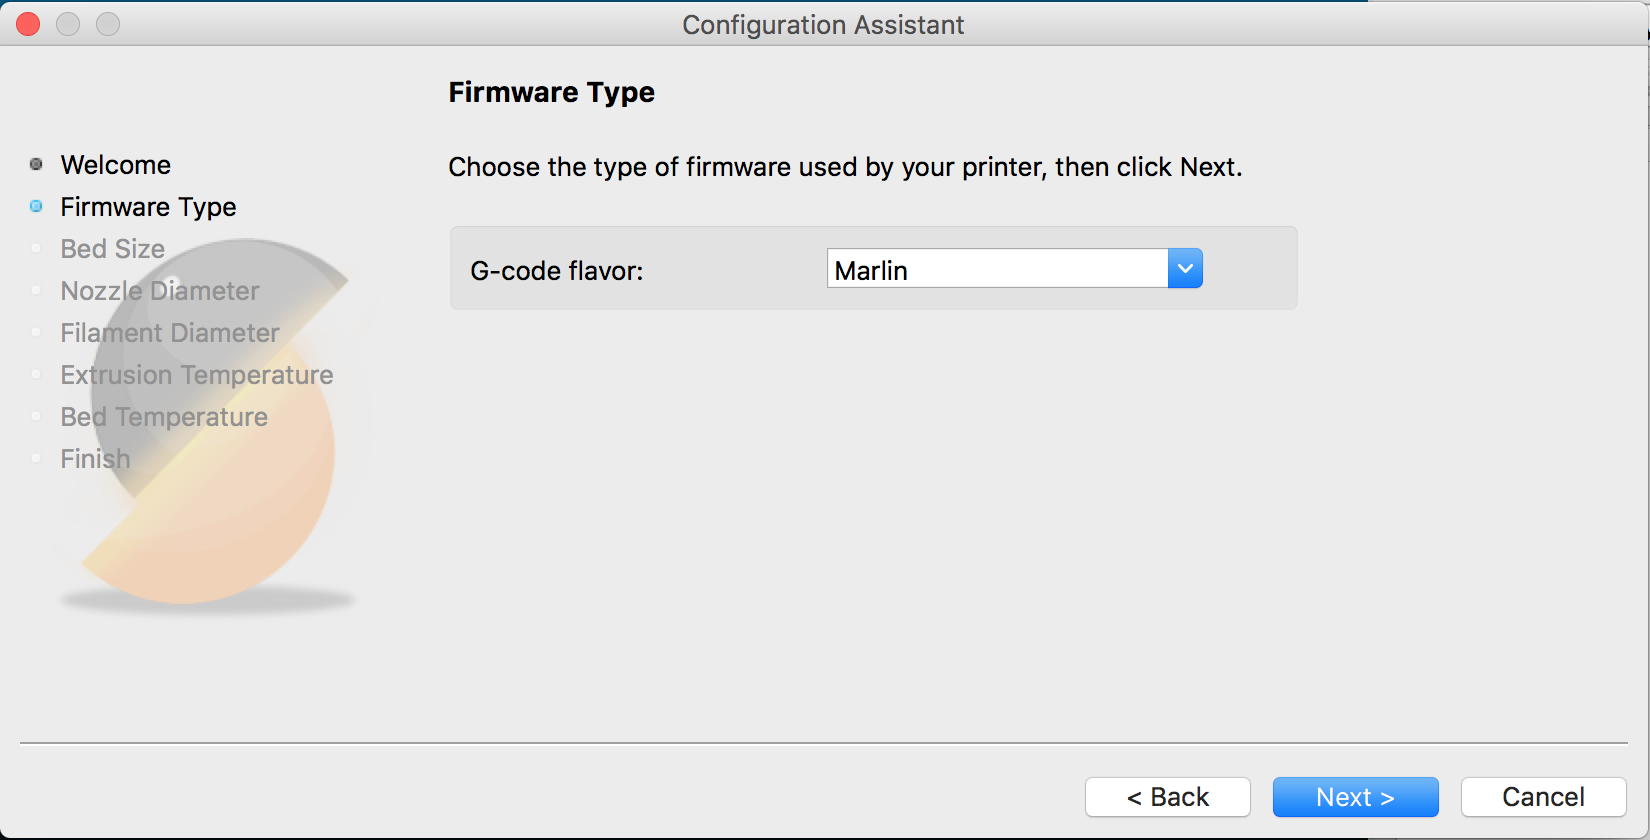 Configuration Assistant
Welcome
Firmware Type
Bed Size
Nozzle Diameter
Filament Diameter
Extrusion Temperature
Bed Temperature
Finish
Firmware Type
Choose the type of firmware used by your printer, then click Next.
G-code flavor: Marlin
< Back Next > Cancel